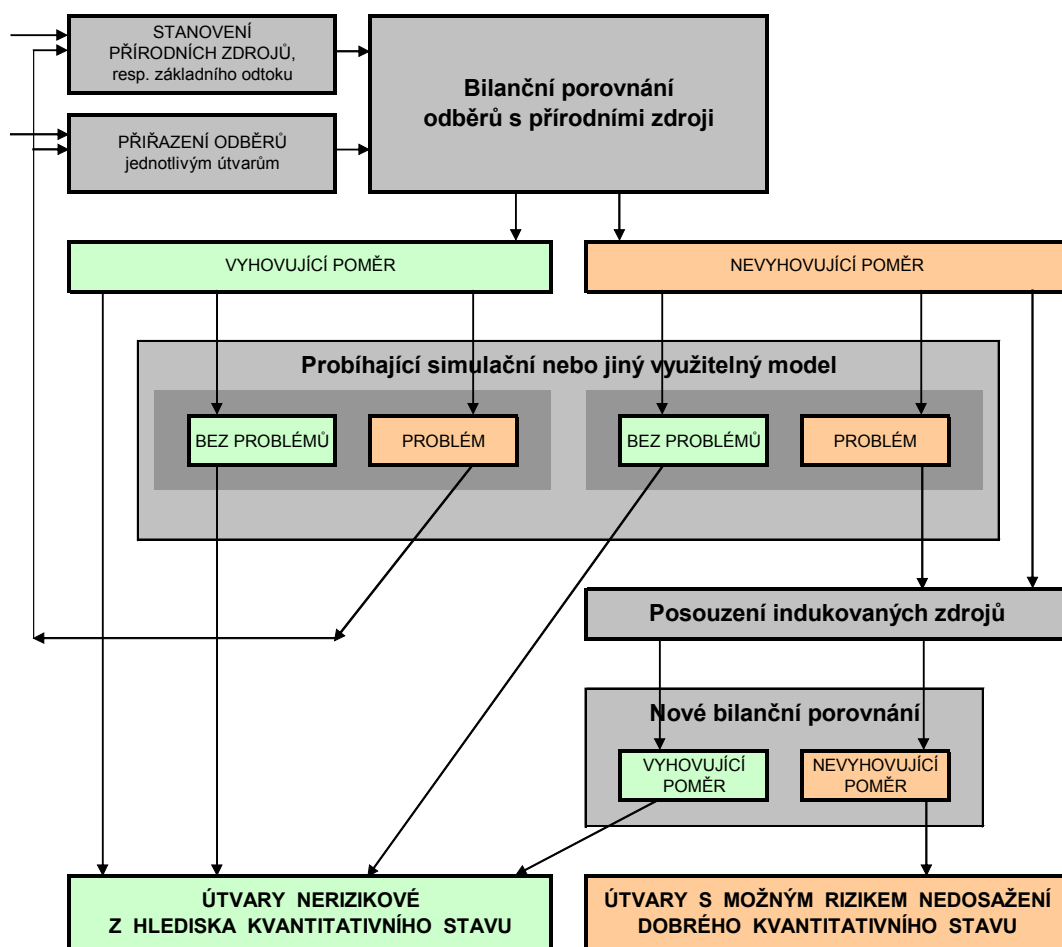 STANOVENÍ
PŘÍRODNÍCH ZDROJŮ,
resp. základního odtoku
Bilanční porovnání
odběrů s přírodními zdroji
PŘIŘAZENÍ ODBĚRŮ
jednotlivým útvarům
VYHOVUJÍCÍ POMĚR
NEVYHOVUJÍCÍ POMĚR
Probíhající simulační nebo jiný využitelný model
BEZ PROBLÉMŮ
PROBLÉM
BEZ PROBLÉMŮ
PROBLÉM
Posouzení indukovaných zdrojů
Nové bilanční porovnání
VYHOVUJÍCÍ
POMĚR
NEVYHOVUJÍCÍ
POMĚR
ÚTVARY NERIZIKOVÉ
Z HLEDISKA KVANTITATIVNÍHO STAVU
ÚTVARY S MOŽNÝM RIZIKEM NEDOSAŽENÍ
DOBRÉHO KVANTITATIVNÍHO STAVU